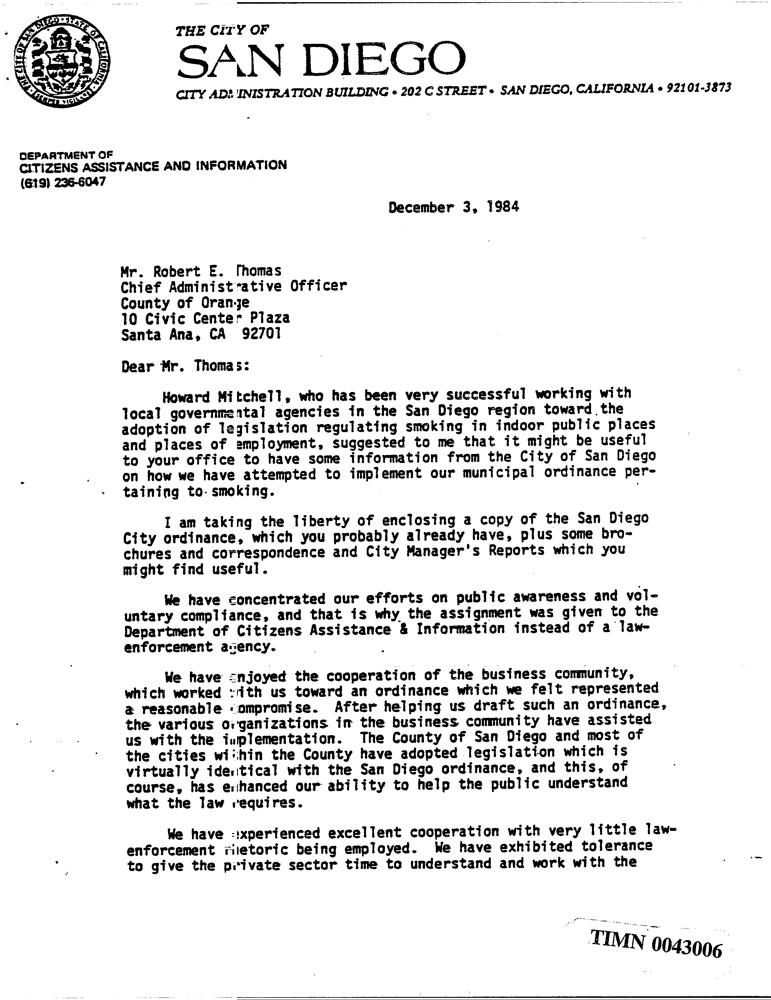 THE CITY OF
SAN DIEGO
CITY ADMINISTRATION BUILDING • 202 C STREET • SAN DIEGO, CALIFORNIA • 92101-3873
DEPARTMENT OF
CITIZENS ASSISTANCE AND INFORMATION
(619) 236-6047
December 3, 1984
Mr. Robert E. Thomas
Chief Administrative Officer
County of Orange
10 Civic Center Plaza
Santa Ana, CA 92701
Dear Mr. Thomas:
Howard Mitchell, who has been very successful working with
local governmental agencies in the San Diego region toward the
adoption of legislation regulating smoking in indoor public places
and places of employment, suggested to me that it might be useful
to your office to have some information from the City of San Diego
on how we have attempted to implement our municipal ordinance per-
taining to smoking.
I am taking the liberty of enclosing a copy of the San Diego
City ordinance, which you probably already have, plus some bro-
chures and correspondence and City Manager's Reports which you
might find useful.
We have concentrated our efforts on public awareness and vol-
untary compliance, and that is why the assignment was given to the
Department of Citizens Assistance & Information instead of a law-
enforcement agency.
We have enjoyed the cooperation of the business community,
which worked with us toward an ordinance which we felt represented
a reasonable compromise. After helping us draft such an ordinance,
the various organizations in the business community have assisted
us with the implementation. The County of San Diego and most of
the cities within the County have adopted legislation which is
virtually identical with the San Diego ordinance, and this, of
course, has enhanced our ability to help the public understand
what the law requires.
We have experienced excellent cooperation with very little law-
enforcement rhetoric being employed. We have exhibited tolerance
to give the private sector time to understand and work with the
TIMN 0043006